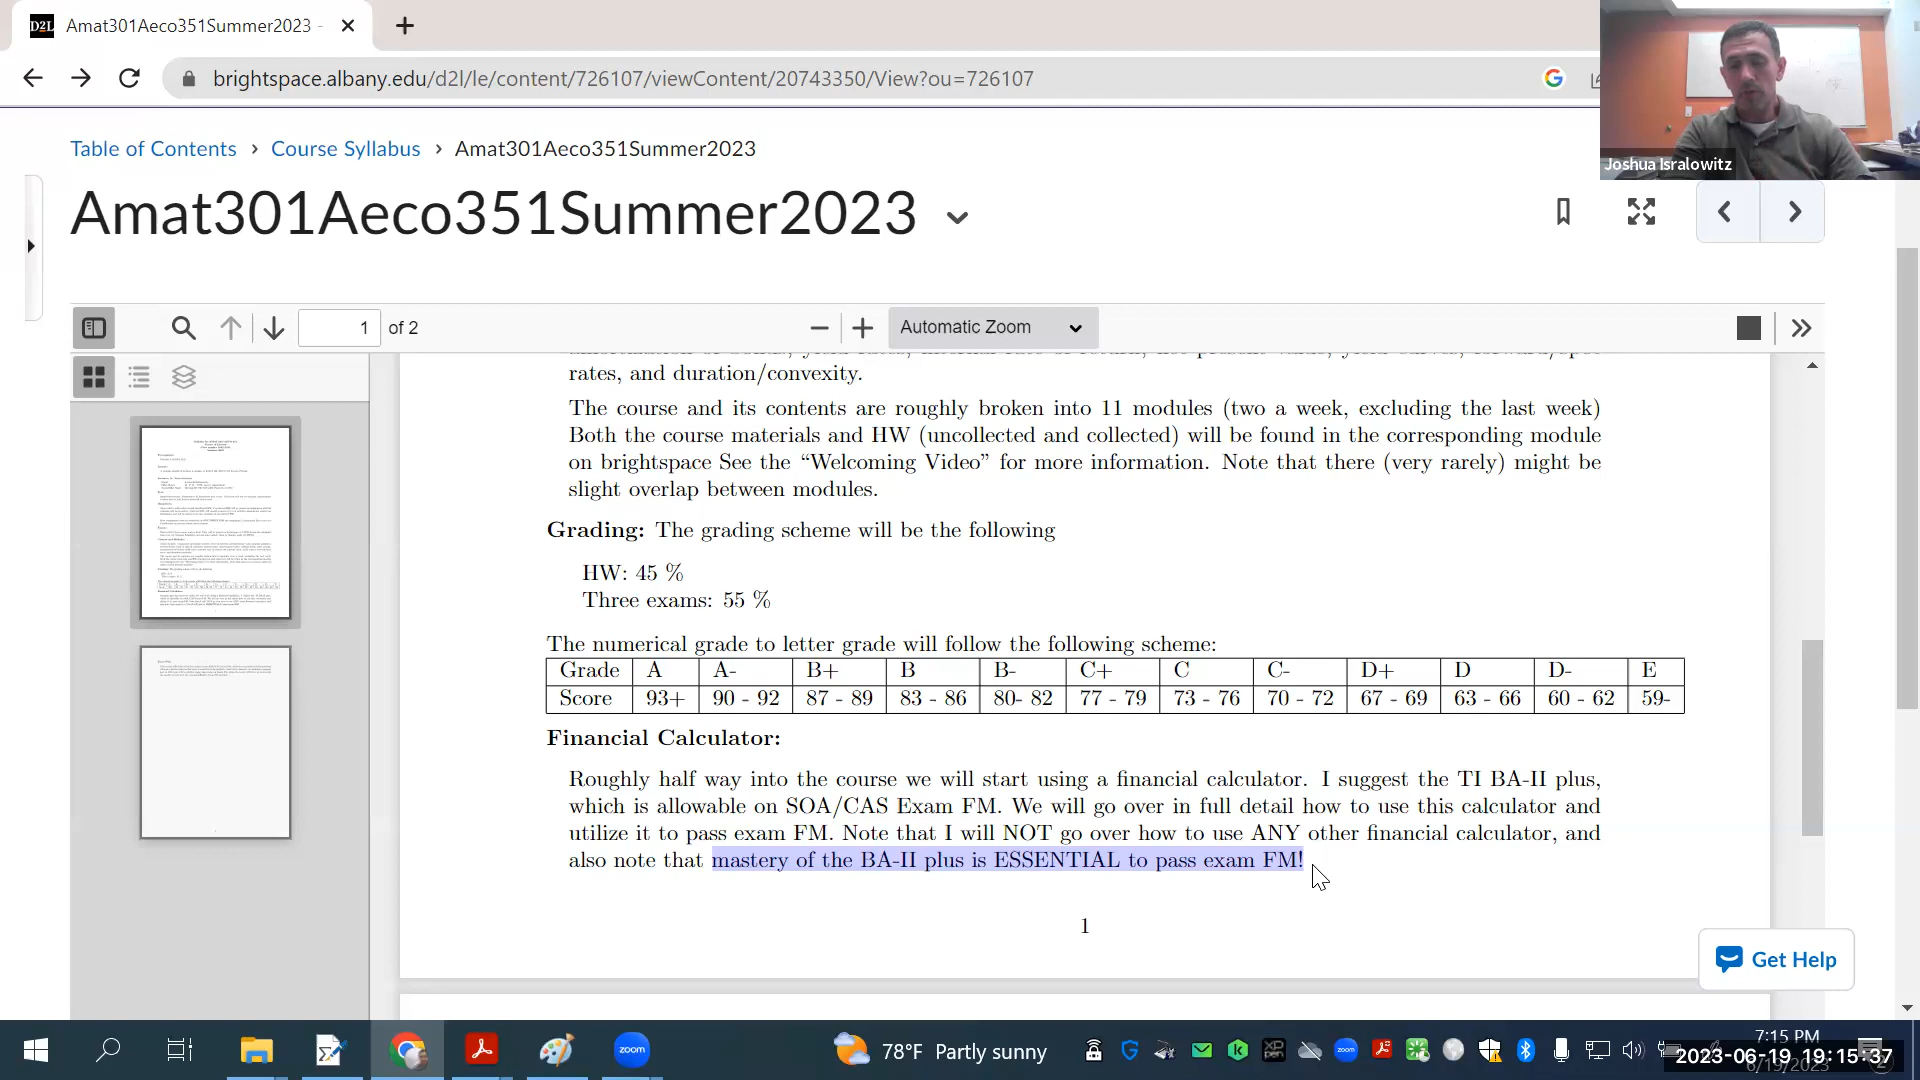 Amat301Aeco351Summer2023 -
brightspace.albany.edu/d2l/le/content/726107/viewContent/20743350/View?ou=726107
Joshua Isralowitz
Table of Contents › Course Syllabus › Amat301Aeco351Summer2023
Amat301Aeco351Summer2023
1 of 2
Automatic Zoom
rates, and duration/convexity.
The course and its contents are roughly broken into 11 modules (two a week, excluding the last week)
Both the course materials and HW (uncollected and collected) will be found in the corresponding module
on brightspace See the “Welcoming Video” for more information. Note that there (very rarely) might be
slight overlap between modules.
Grading: The grading scheme will be the following
HW: 45 %
Three exams: 55 %
The numerical grade to letter grade will follow the following scheme:
Grade A A- B+ B B- C+ C C- D+ D D- E
Score 93+ 90 - 92 87 - 89 83 - 86 80- 82 77 - 79 73 - 76 70 - 72 67 - 69 63 - 66 60 - 62 59-
Financial Calculator:
Roughly half way into the course we will start using a financial calculator. I suggest the TI BA-II plus,
which is allowable on SOA/CAS Exam FM. We will go over in full detail how to use this calculator and
utilize it to pass exam FM. Note that I will NOT go over how to use ANY other financial calculator, and
also note that mastery of the BA-II plus is ESSENTIAL to pass exam FM!
1
Get Help
zoom
78°F Partly sunny
7:15 PM
2023-06-19 19:15:37